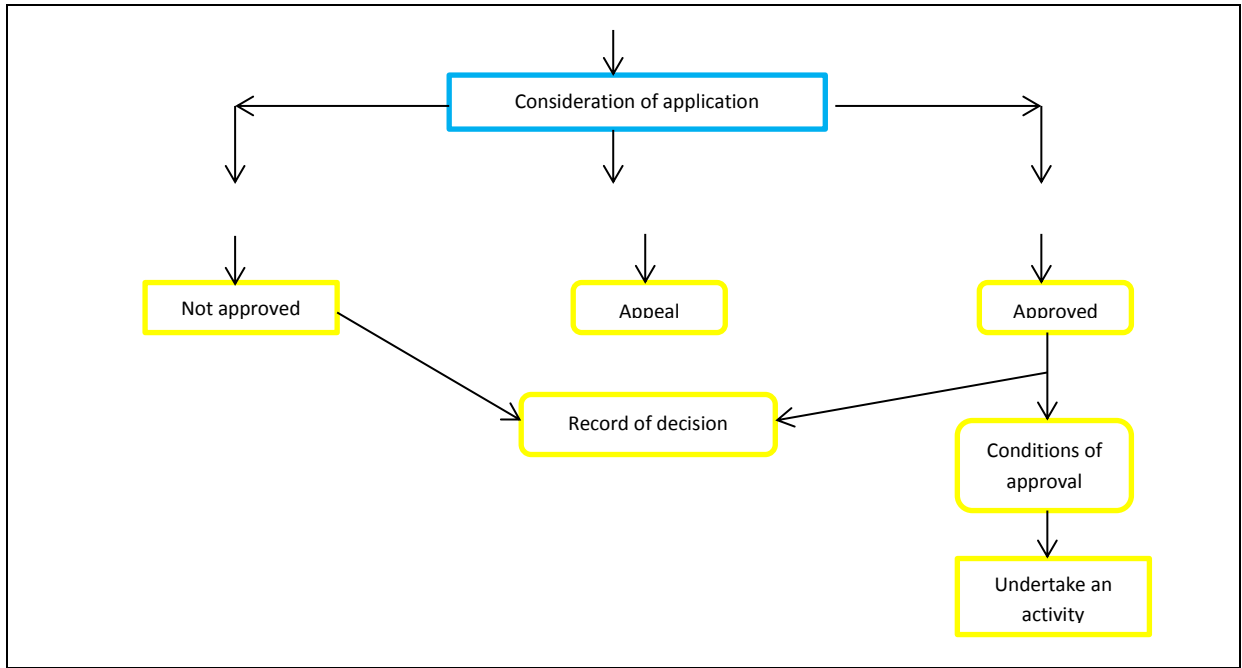 Consideration of application
Not approved
Appeal
Approved
Record of decision
Conditions of
approval
Undertake an
activity